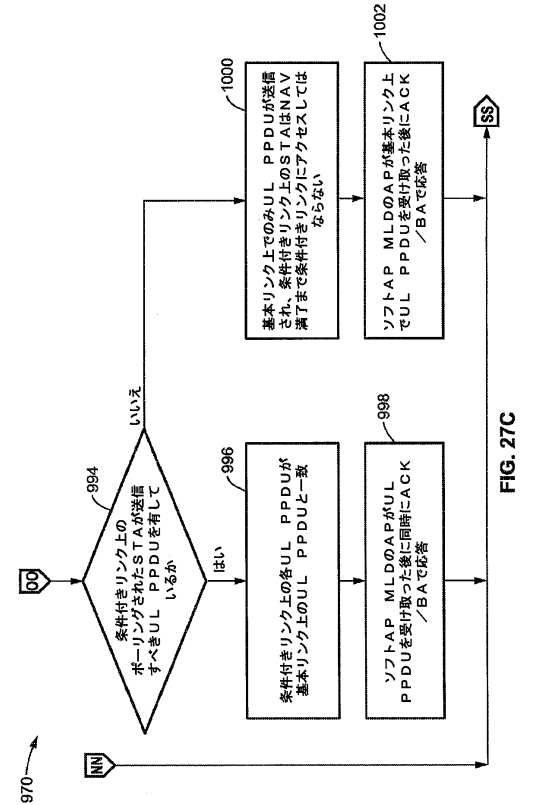 970
NN
OO
994
条件付きリンク上の
ポーリングされたSTAが送信
すべきUL PPDUを有して
いるか
いいえ
はい
996
条件付きリンク上の各UL PPDUが
基本リンク上のUL PPDUと一致
998
ソフトAP MLDのAPがUL
PPDUを受け取った後に同時にACK
/BAで応答
1000
基本リンク上でのみUL PPDUが送信
され、条件付きリンク上のSTAはNAV
満了まで条件付きリンクにアクセスしては
ならない
1002
ソフトAP MLDのAPが基本リンク上
でUL PPDUを受け取った後にACK
/BAで応答
SS
FIG. 27C